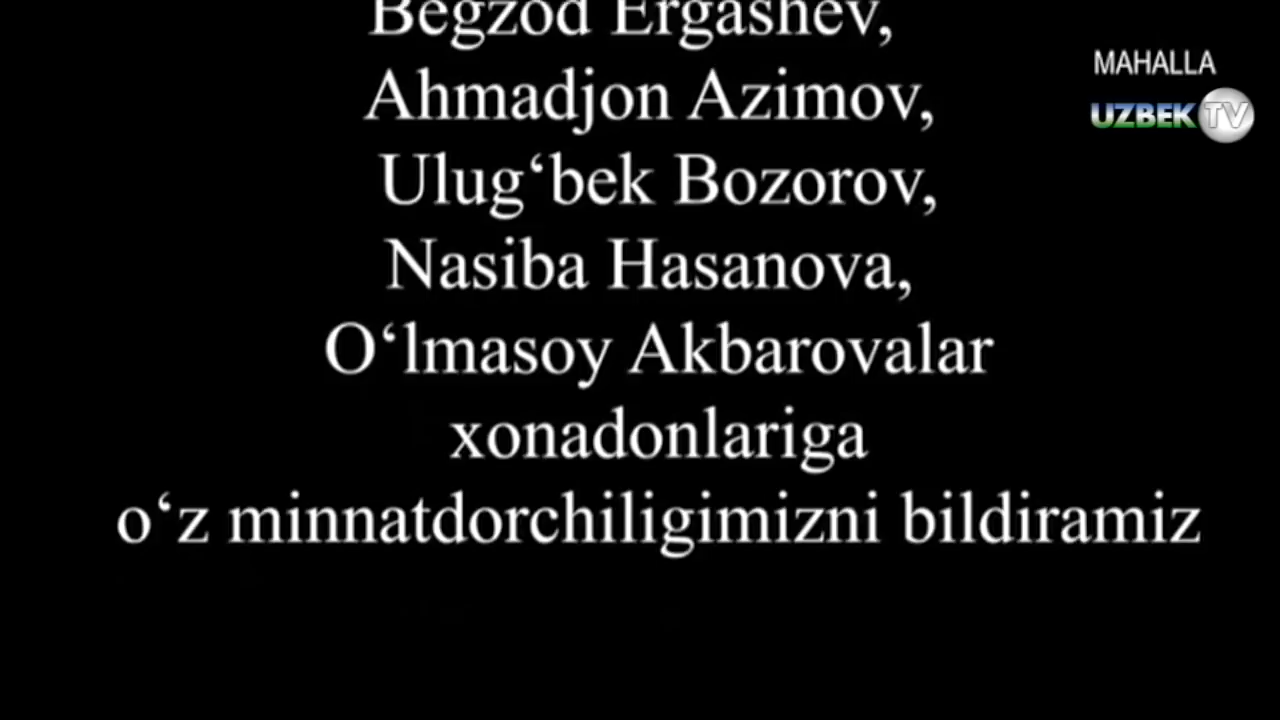 Begzod Ergashev,
MAHALLA
Ahmadjon Azimov,
UZBEK TV
Ulug‘bek Bozorov,
Nasiba Hasanova,
O‘lmasoy Akbarovalar
xonadonlariga
o‘z minnatdorchiligimizni bildiramiz